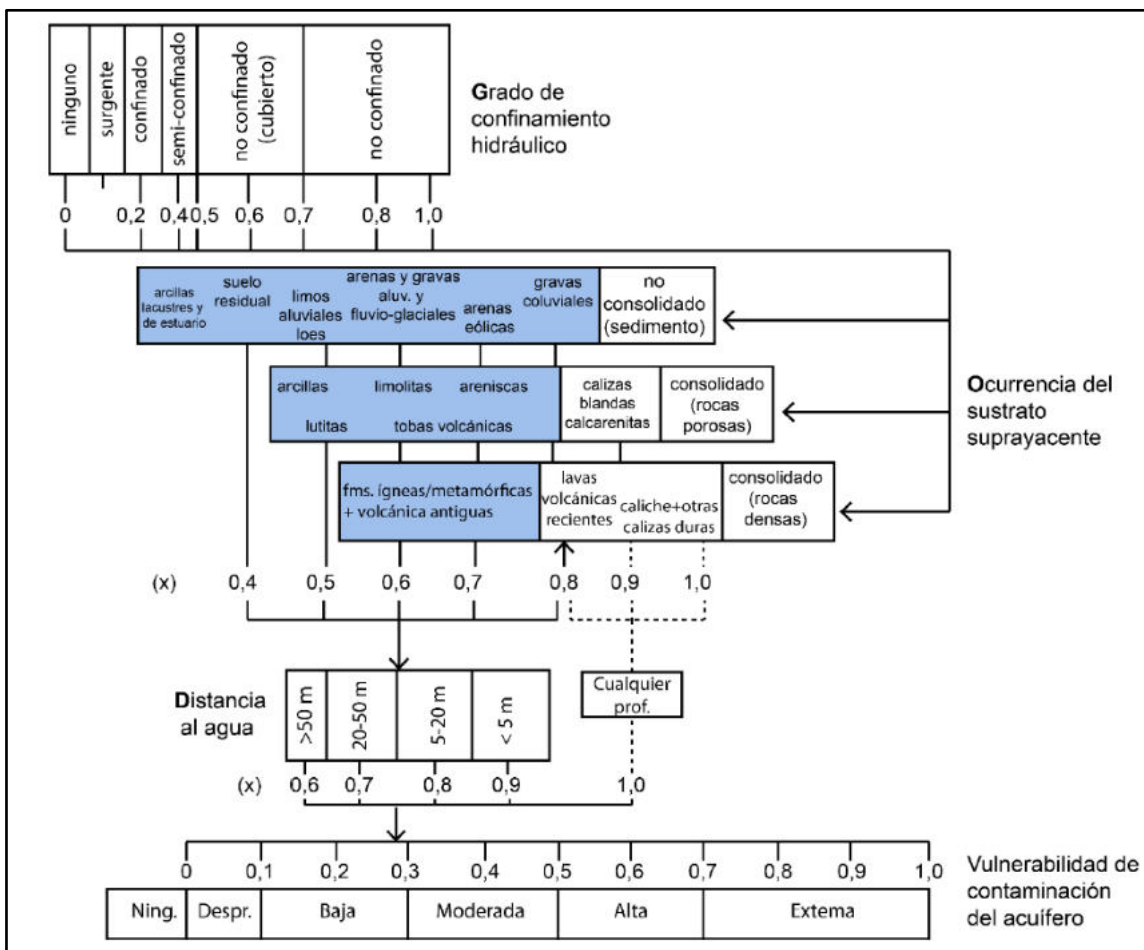 ninguno
surgente
confinado
semi-confinado
no confinado
(cubierto)
no confinado
Grado de
confinamiento
hidráulico
0 0,2 0,4 0,5 0,6 0,7 0,8 1,0
arcillas
lacustres y
de estuario
suelo
residual
limos
aluviales
loes
arenas y gravas
aluv. y
fluvio-glaciales
arenas
eólicas
gravas
coluviales
no
consolidado
(sedimento)
arcillas
lutitas
limolitas
tobas volcánicas
areniscas
calizas
blandas
calcarenitas
consolidado
(rocas
porosas)
Ocurrencia del
sustrato
suprayacente
fms. ígneas/metamórficas
+ volcánica antiguas
lavas
volcánicas
recientes
caliche+otras
calizas duras
consolidado
(rocas
densas)
(x) 0,4 0,5 0,6 0,7 0,8 0,9 1,0
Distancia
al agua
>50 m
20-50 m
5-20 m
< 5 m
Cualquier
prof.
(x) 0,6 0,7 0,8 0,9 1,0
0 0,1 0,2 0,3 0,4 0,5 0,6 0,7 0,8 0,9 1,0
Ning. Despr. Baja Moderada Alta Extema
Vulnerabilidad de
contaminación
del acuífero